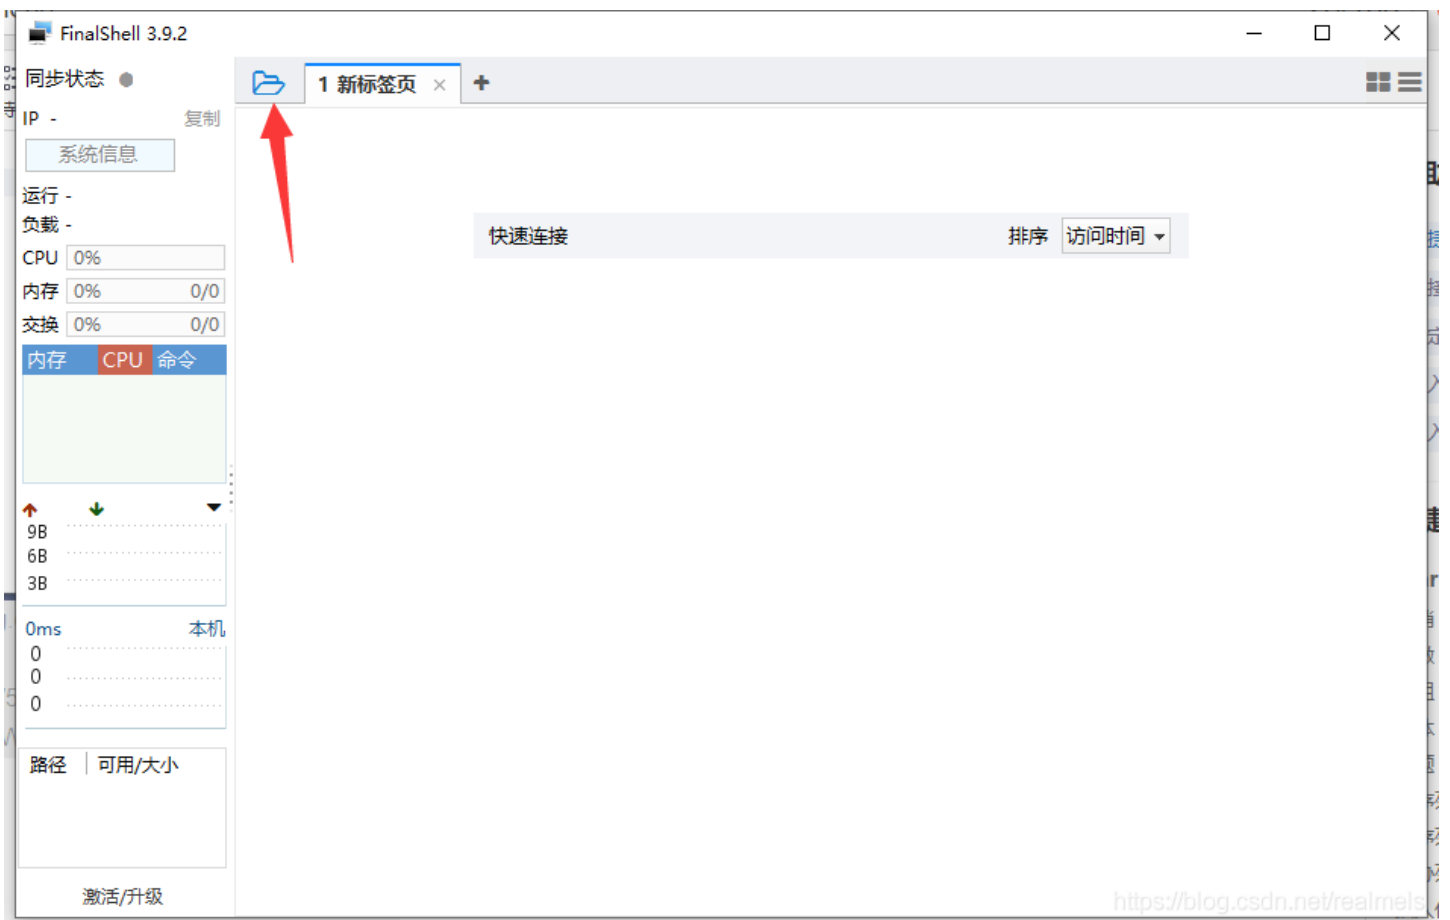 FinalShell 3.9.2
同步状态
1 新标签页
IP -
复制
系统信息
运行 -
负载 -
CPU 0%
内存 0% 0/0
交换 0% 0/0
内存 CPU 命令
9B
6B
3B
0ms 本机
0
0
0
路径 可用/大小
激活/升级
快速连接 排序 访问时间
https://blog.csdn.net/realmels